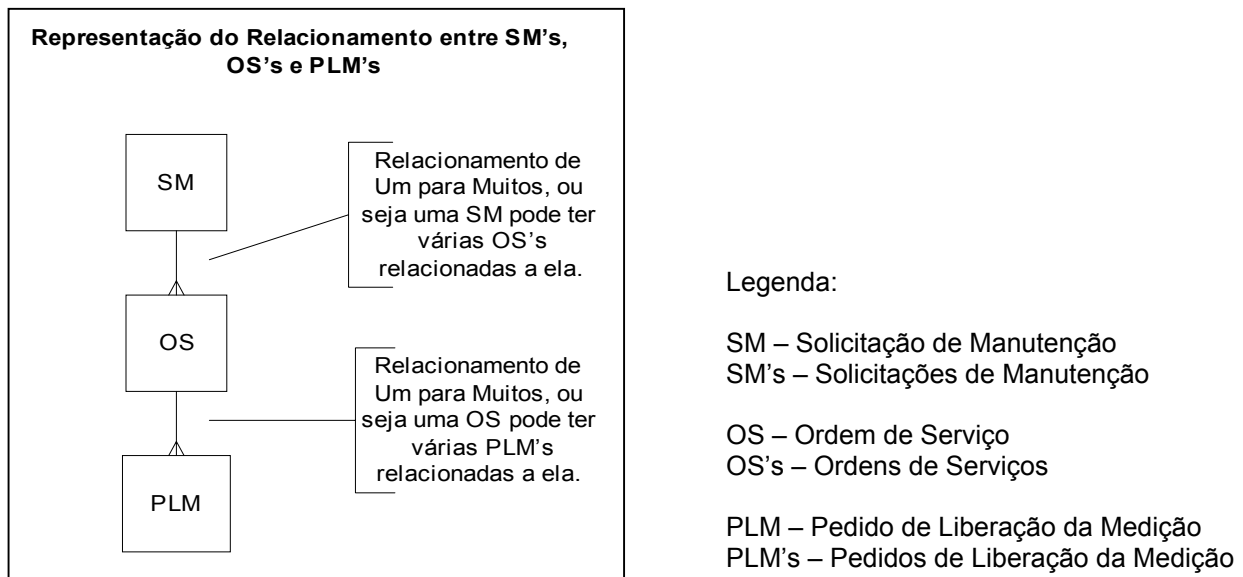 Representação do Relacionamento entre SM's,
OS's e PLM's
SM
Relacionamento de
Um para Muitos, ou
seja uma SM pode ter
várias OS's
relacionadas a ela.
OS
Relacionamento de
Um para Muitos, ou
seja uma OS pode ter
várias PLM's
relacionadas a ela.
PLM
Legenda:
SM – Solicitação de Manutenção
SM's – Solicitações de Manutenção
OS – Ordem de Serviço
OS's – Ordens de Serviços
PLM – Pedido de Liberação da Medição
PLM's – Pedidos de Liberação da Medição